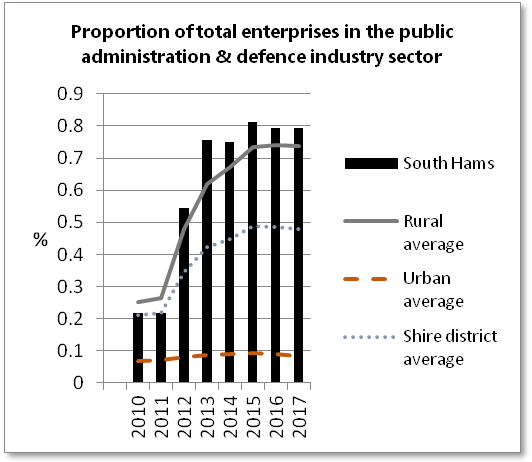 Proportion of total enterprises in the public
administration & defence industry sector
0.9
0.8
0.7
0.6
0.5
0.4
0.3
0.2
0.1
0
%
2010
2011
2012
2013
2014
2015
2016
2017
South Hams
Rural
average
Urban
average
Shire district
average